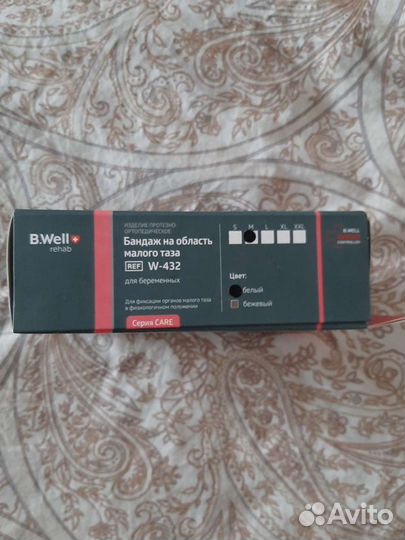 B.Well
rehab
ИЗДЕЛИЕ ПРОТЕЗНО-
ОРТОПЕДИЧЕСКОЕ
Бандаж на область
малого таза
REF W-432
для беременных
Для фиксации органов малого таза
в физиологичном положении
Серия CARE
S M L XL XXL
Цвет:
белый
бежевый
B.WELL
Avito